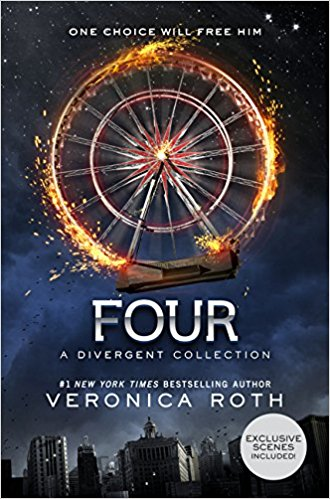 ONE CHOICE WILL FREE HIM
FOUR
A DIVERGENT COLLECTION
#1 NEW YORK TIMES BESTSELLING AUTHOR
VERONICA ROTH
EXCLUSIVE
SCENES
INCLUDED!